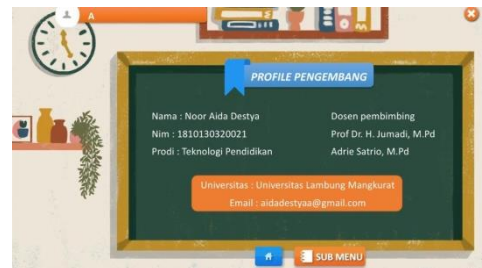 A
PROFILE PENGEMBANG
Nama : Noor Aida Destya
Nim : 1810130320021
Prodi : Teknologi Pendidikan
Dosen pembimbing
Prof Dr. H. Jumadi, M.Pd
Adrie Satrio, M.Pd
Universitas : Universitas Lambung Mangkurat
Email : aidadestyaa@gmail.com
SUB MENU